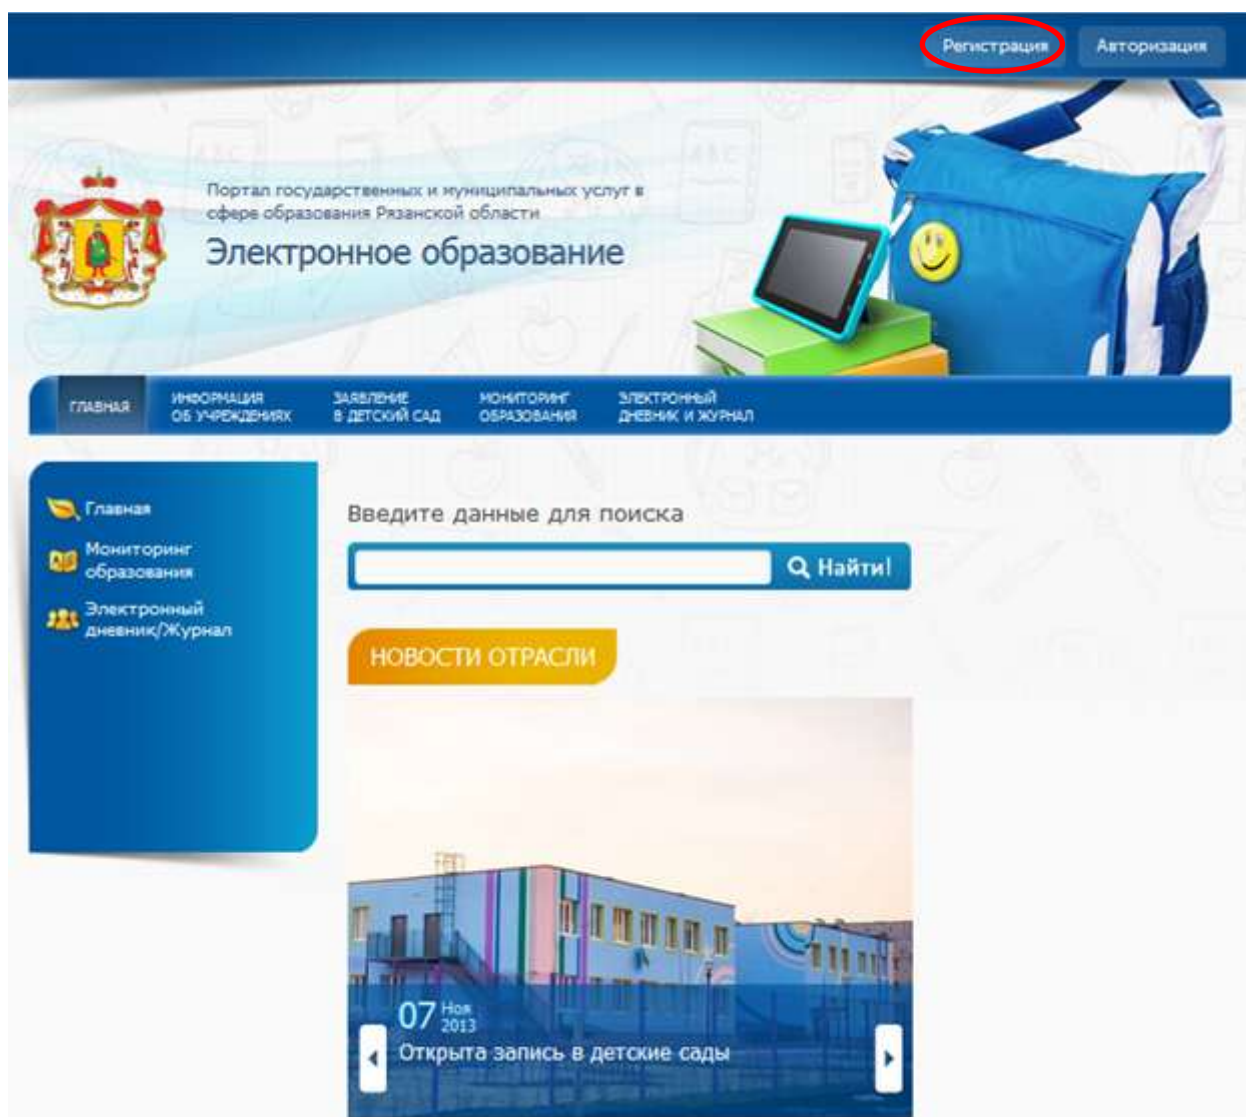 Регистрация
Авторизация
Портал государственных и муниципальных услуг в
сфере образования Рязанской области
Электронное образование
ГЛАВНАЯ
ИНФОРМАЦИЯ
ОБ УЧРЕЖДЕНИЯХ
ЗАЯВЛЕНИЕ
В ДЕТСКИЙ САД
МОНИТОРИНГ
ОБРАЗОВАНИЯ
ЭЛЕКТРОННЫЙ
ДНЕВНИК И ЖУРНАЛ
Главная
Мониторинг
образования
Электронный
дневник/Журнал
Введите данные для поиска
Найти!
НОВОСТИ ОТРАСЛИ
07 Ноя
2013
Открыта запись в детские сады